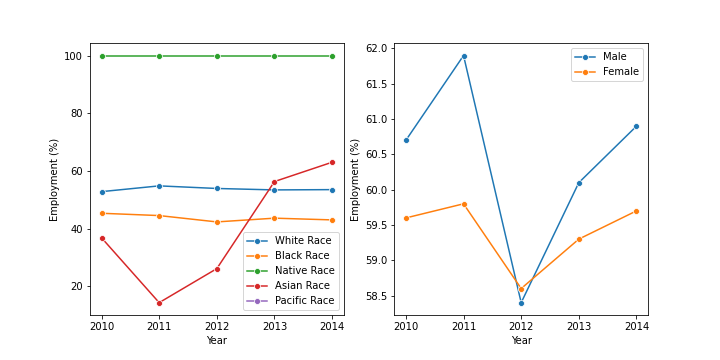 100
80
60
40
20
Employment (%)
2010 2011 2012 2013 2014
Year
White Race
Black Race
Native Race
Asian Race
Pacific Race
62.0
61.5
61.0
60.5
60.0
59.5
59.0
58.5
Employment (%)
2010 2011 2012 2013 2014
Year
Male
Female